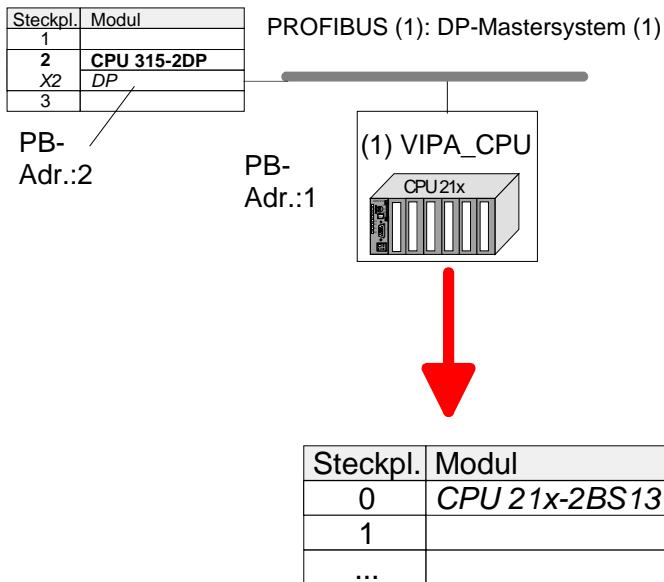 Steckpl. Modul
1
2 CPU 315-2DP
X2 DP
3
PROFIBUS (1): DP-Mastersystem (1)
PB-
Adr.:2
PB-
Adr.:1
(1) VIPA_CPU
CPU 21x
Steckpl. Modul
0 CPU 21x-2BS13
1
...